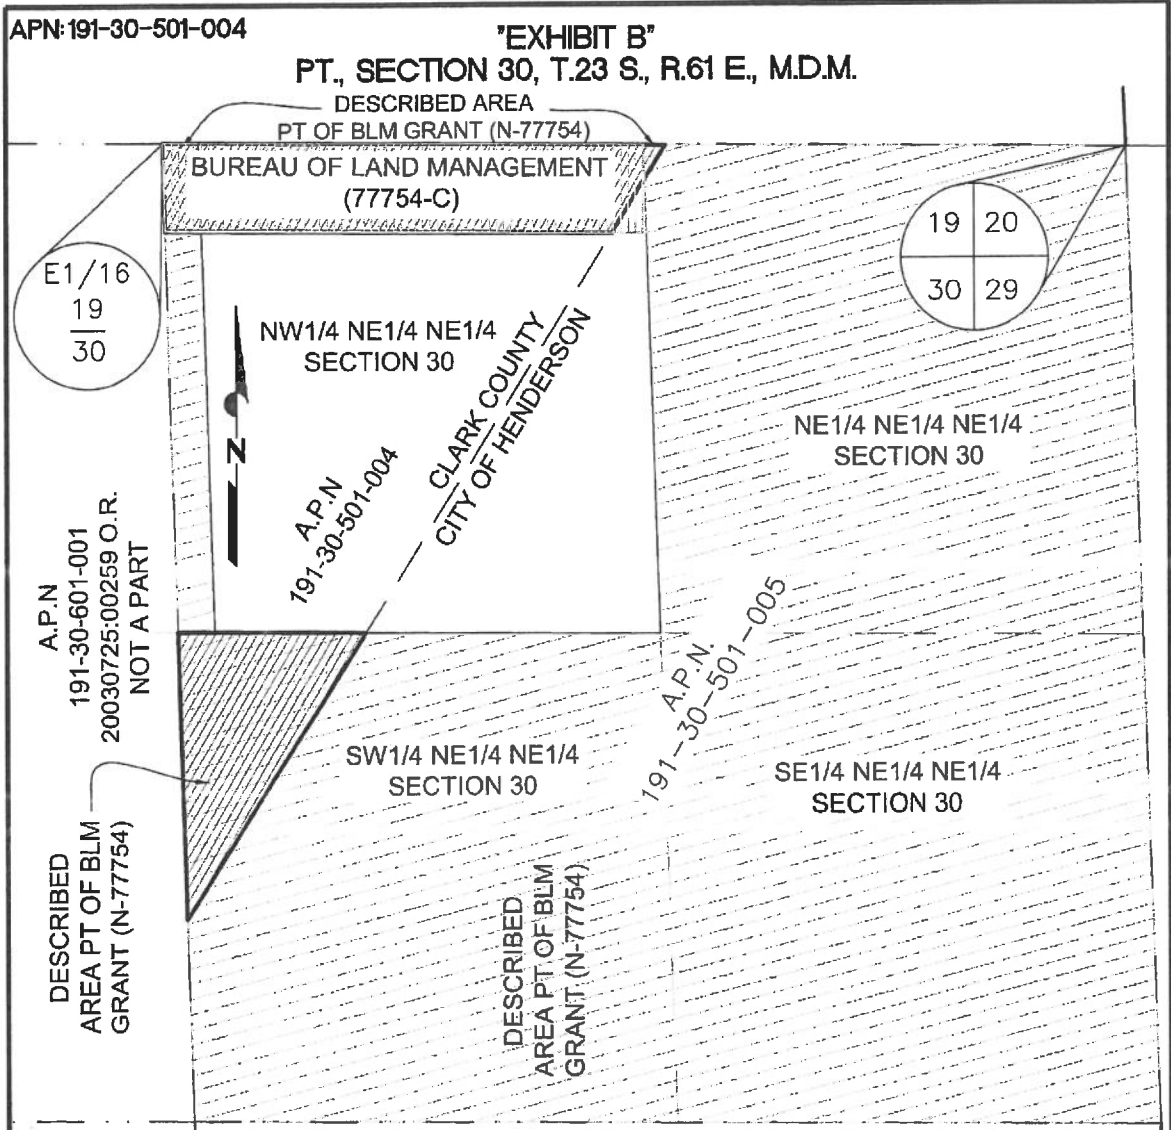 APN: 191-30-501-004
"EXHIBIT B"
PT., SECTION 30, T.23 S., R.61 E., M.D.M.
DESCRIBED AREA
PT OF BLM GRANT (N-77754)
BUREAU OF LAND MANAGEMENT
(77754-C)
E1/16
19
30
19 20
30 29
NW1/4 NE1/4 NE1/4
SECTION 30
N
CLARK COUNTY
CITY OF HENDERSON
A.P.N
191-30-501-004
NE1/4 NE1/4 NE1/4
SECTION 30
A.P.N
191-30-601-001
20030725:00259 O.R.
NOT A PART
A.P.N.
191-30-501-005
SW1/4 NE1/4 NE1/4
SECTION 30
SE1/4 NE1/4 NE1/4
SECTION 30
DESCRIBED
AREA PT OF BLM
GRANT (N-77754)
DESCRIBED
AREA PT OF BLM
GRANT (N-77754)